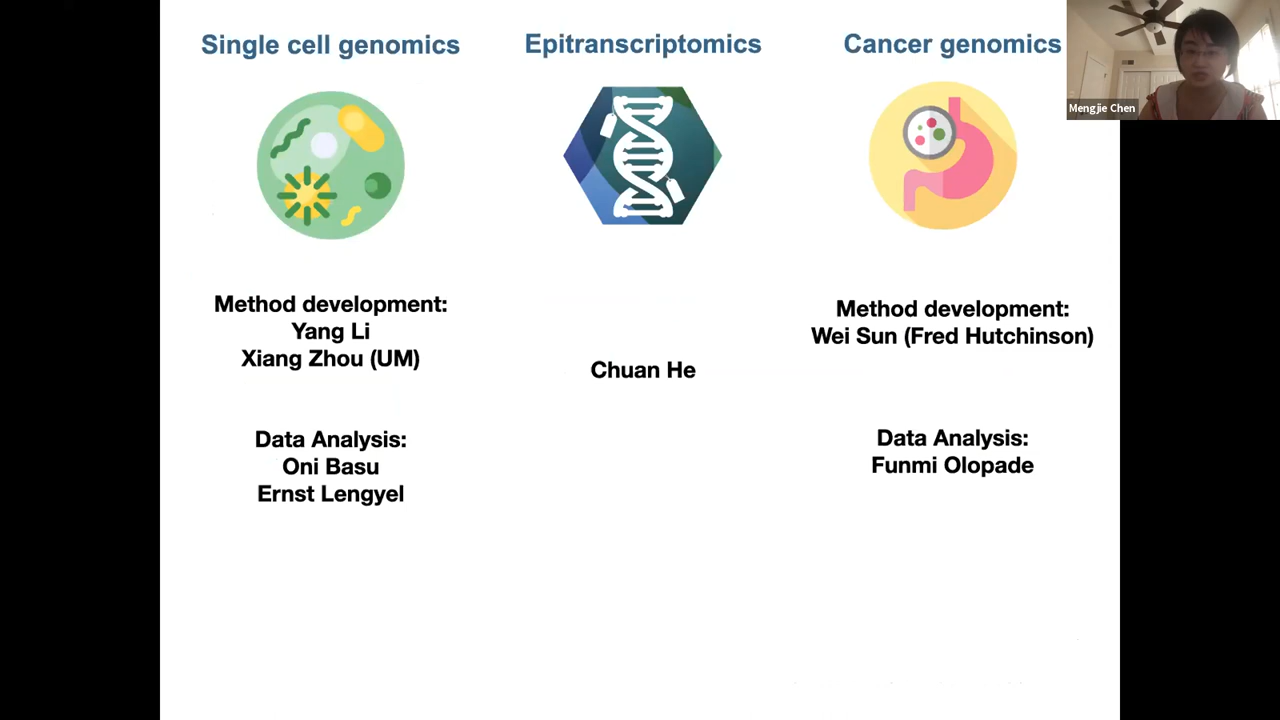 Single cell genomics
Epitranscriptomics
Cancer genomics
Mengjie Chen
Method development:
Yang Li
Xiang Zhou (UM)
Data Analysis:
Oni Basu
Ernst Lengyel
Chuan He
Method development:
Wei Sun (Fred Hutchinson)
Data Analysis:
Funmi Olopade